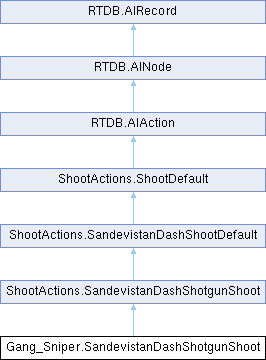 RTDB.AIRecord
RTDB.AINode
RTDB.AIAction
ShootActions.ShootDefault
ShootActions.SandevistanDashShootDefault
ShootActions.SandevistanDashShotgunShoot
Gang_Sniper.SandevistanDashShotgunShoot